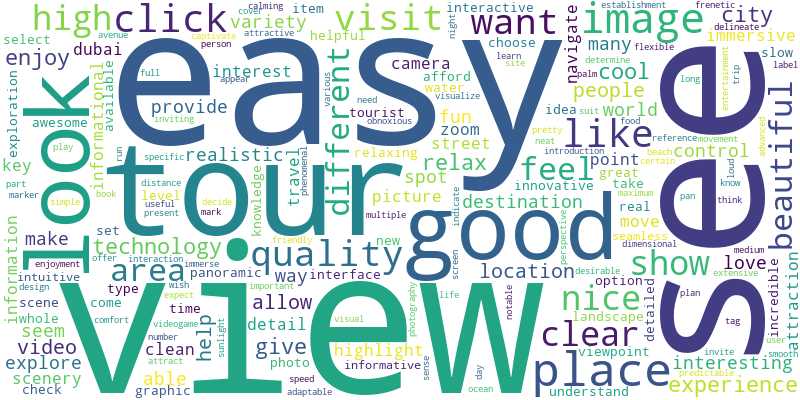 high
click
variety
visit
want
image
city
establishment
frenetic
delineate
calming
avenue
cover
attractive
item
interactive
night
navigate
immersive
captivate
person
helpful
choose
flexible
determine
slow
select
enjoy
dubai
easy
interest
camera
afford
learn
site
many
cool
palm
trip
label
exploration
look
informational
available
full
appear
various
water
tourist
need
visualize
idea
people
suit
long
entertainment
see
beautiful
awesome
provide
inviting
obnoxious
fun
zoom
like
world
food
reference
movement
advanced
key
play
run
realistic
different
relaxing
street
pretty
neat
point
beach
control
specific
travel
phenomenal
relax
feel
introduction
certain
great
loud
part
marker
simple
book
tour
distance
level
knowledge
decide
spot
picture
innovative
take
maximum
know
useful
present
mark
multiple
good
destination
indicate
real
move
seamless
pan
think
information
make
set
technology
friendly
new
perspective
dimensional
medium
enjoyment
offer
interaction
quality
screen
location
show
love
incredible
intuitive
area
immerse
panoramic
way
interface
desirable
option
detailed
extensive
attraction
design
type
wish
expect
important
view
life
notable
nice
landscape
plan
tag
user
scene
come
time
allow
photography
whole
comfort
videogame
number
sunlight
visual
detail
clear
viewpoint
invite
smooth
seem
help
give
highlight
sense
interesting
predictable
video
clean
attract
photo
informative
day
place
explore
scenery
able
speed
ocean
understand
experience
check
graphic
adaptable